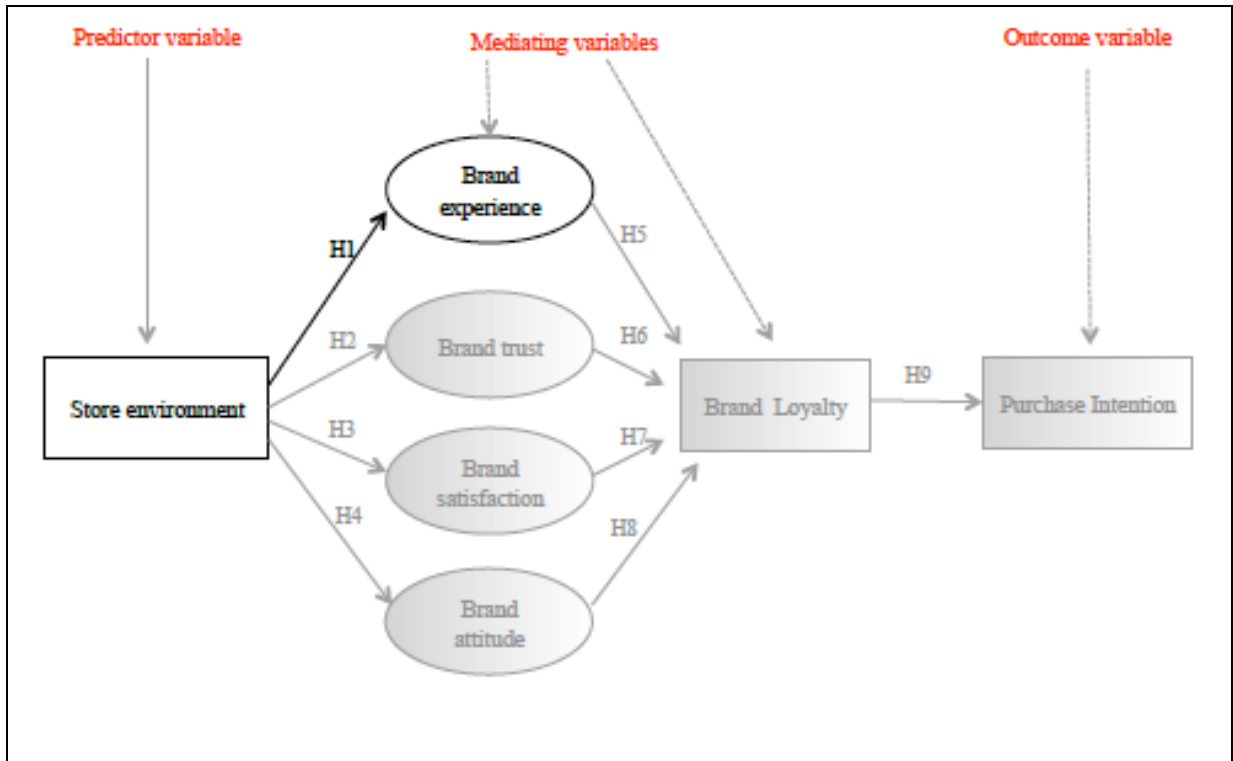 Predictor variable
Mediating variables
Outcome variable
Brand
experience
H1
H5
H2
Brand trust
H6
Store environment
H3
Brand
satisfaction
H7
Brand Loyalty
H9
Purchase Intention
H4
H8
Brand
attitude